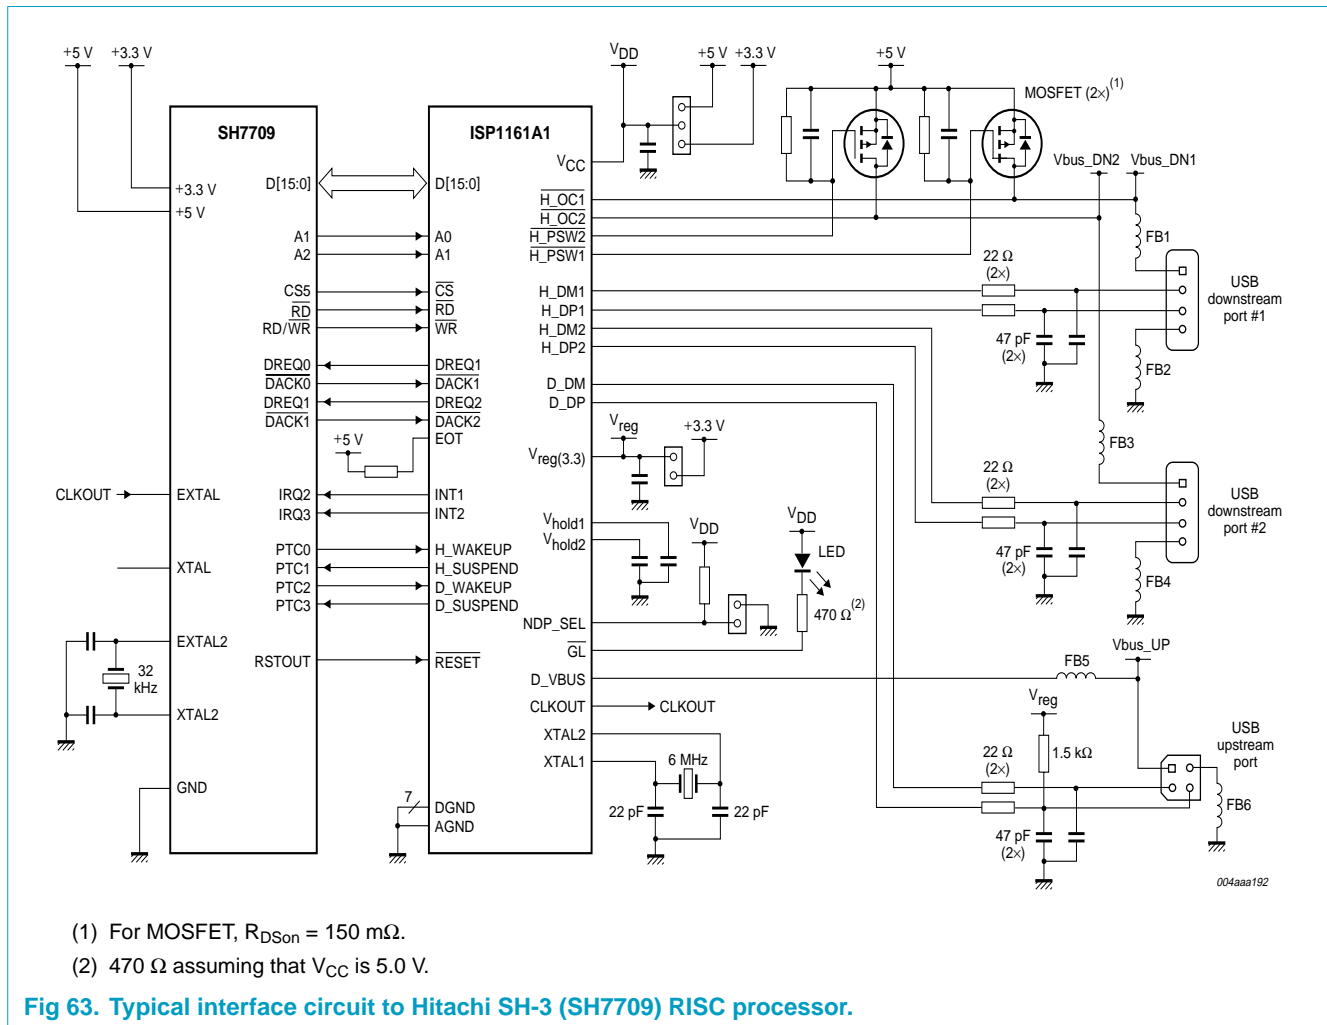 +5 V
+3.3 V
SH7709
D[15:0]
+3.3 V
+5 V
A1
A2
CS5
RD
RD/WR
DREQ0
DACK0
DREQ1
DACK1
+5 V
CLKOUT
EXTAL
IRQ2
IRQ3
XTAL
PTC0
PTC1
PTC2
PTC3
EXTAL2
RSTOUT
32
kHz
XTAL2
GND
ISP1161A1
D[15:0]
A0
A1
CS
RD
WR
DREQ1
DACK1
DREQ2
DACK2
EOT
INT1
INT2
H_WAKEUP
H_SUSPEND
D_WAKEUP
D_SUSPEND
RESET
7
DGND
AGND
VCC
H_OC1
H_OC2
H_PSW2
H_PSW1
H_DM1
H_DP1
H_DM2
H_DP2
D_DM
D_DP
Vreg(3.3)
Vhold1
Vhold2
NDP_SEL
GL
D_VBUS
CLKOUT
XTAL2
XTAL1
VDD
+5 V
+3.3 V
+5 V
MOSFET (2×)(1)
Vbus_DN2
Vbus_DN1
FB1
22 Ω
(2×)
USB
downstream
port #1
47 pF
(2×)
FB2
Vreg
+3.3 V
FB3
22 Ω
(2×)
USB
downstream
port #2
VDD
VDD
LED
47 pF
(2×)
FB4
470 Ω(2)
Vbus_UP
FB5
CLKOUT
Vreg
USB
upstream
port
6 MHz
1.5 kΩ
22 Ω
(2×)
22 pF
22 pF
FB6
47 pF
(2×)
004aaa192
(1) For MOSFET, RDSon = 150 mΩ.
(2) 470 Ω assuming that VCC is 5.0 V.
Fig 63. Typical interface circuit to Hitachi SH-3 (SH7709) RISC processor.